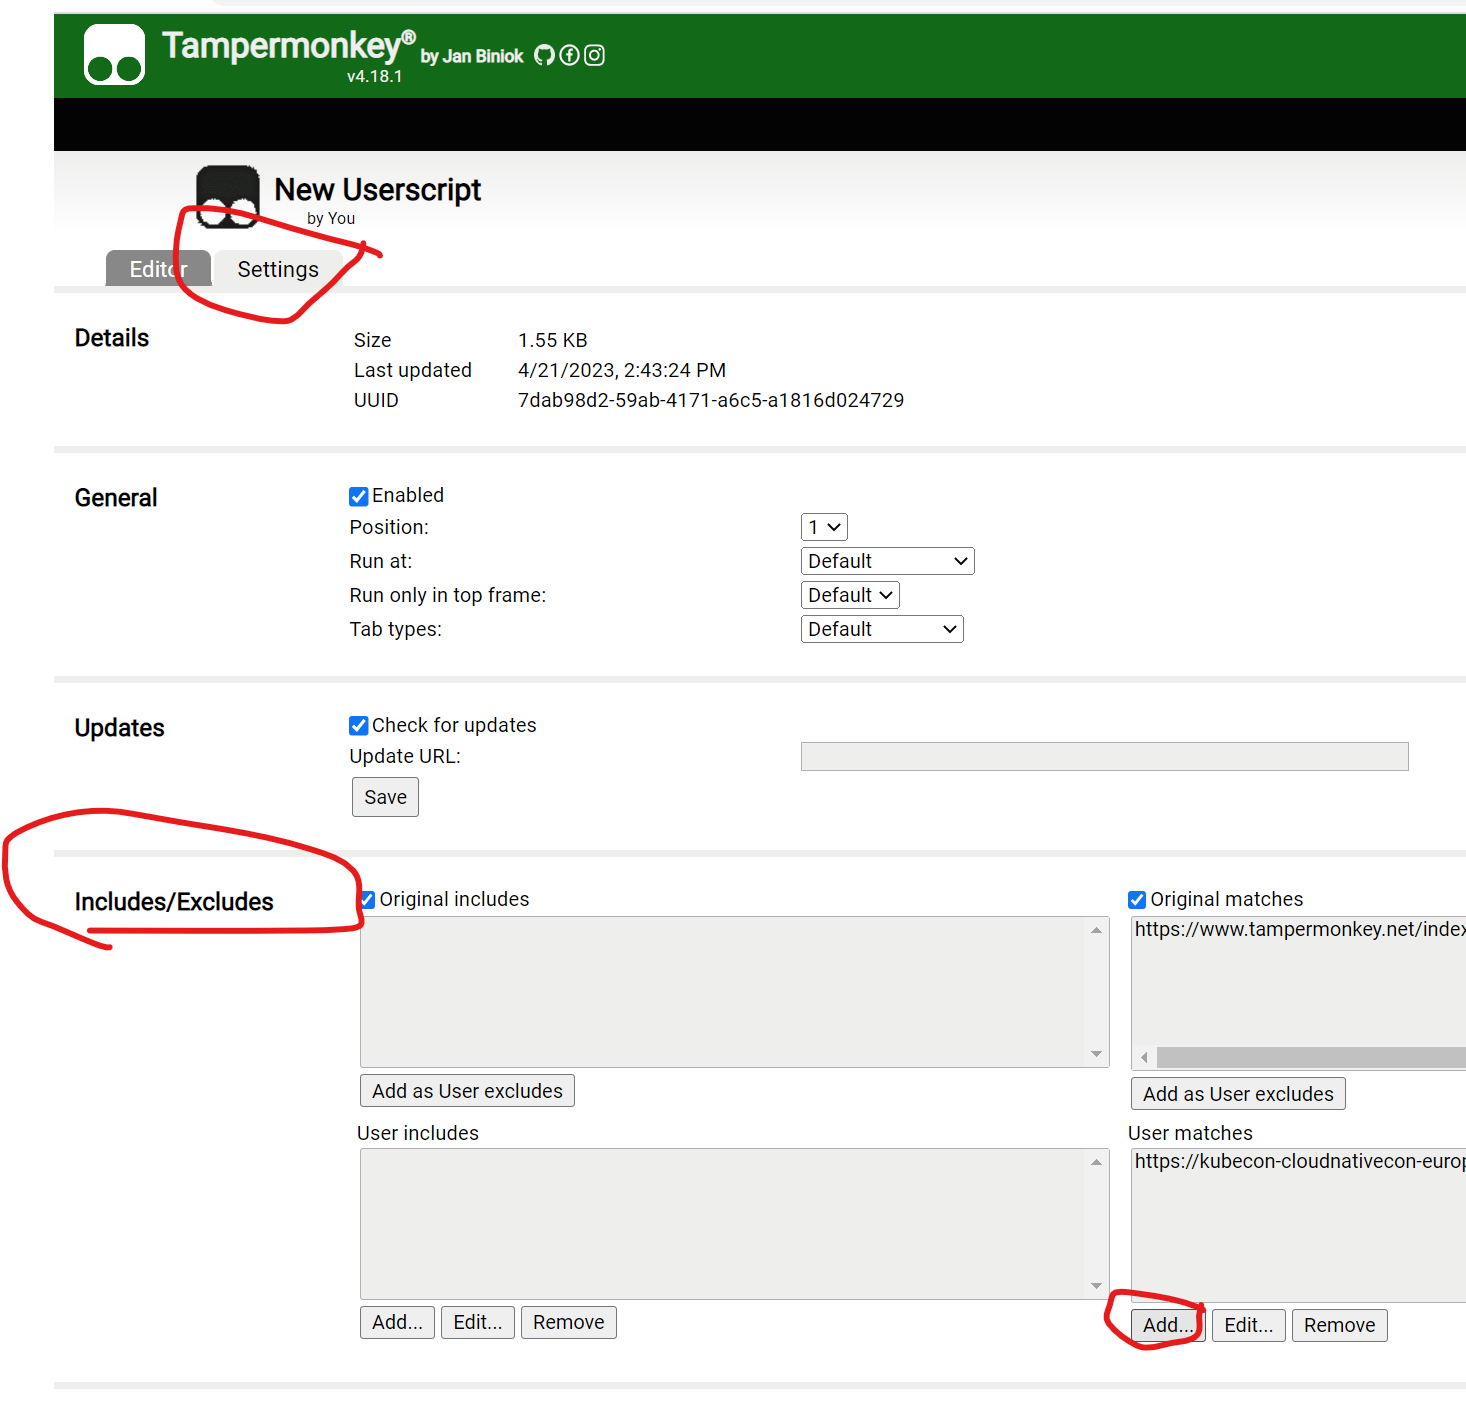 Tampermonkey® by Jan Biniok
v4.18.1
New Userscript
by You
Editor Settings
Details
Size 1.55 KB
Last updated 4/21/2023, 2:43:24 PM
UUID 7dab98d2-59ab-4171-a6c5-a1816d024729
General
Enabled
Position: 1
Run at: Default
Run only in top frame: Default
Tab types: Default
Updates
Check for updates
Update URL:
Save
Includes/Excludes
Original includes
Original matches
https://www.tampermonkey.net/index
Add as User excludes
Add as User excludes
User includes
User matches
https://kubecon-cloudnativecon-europ
Add... Edit... Remove
Add... Edit... Remove